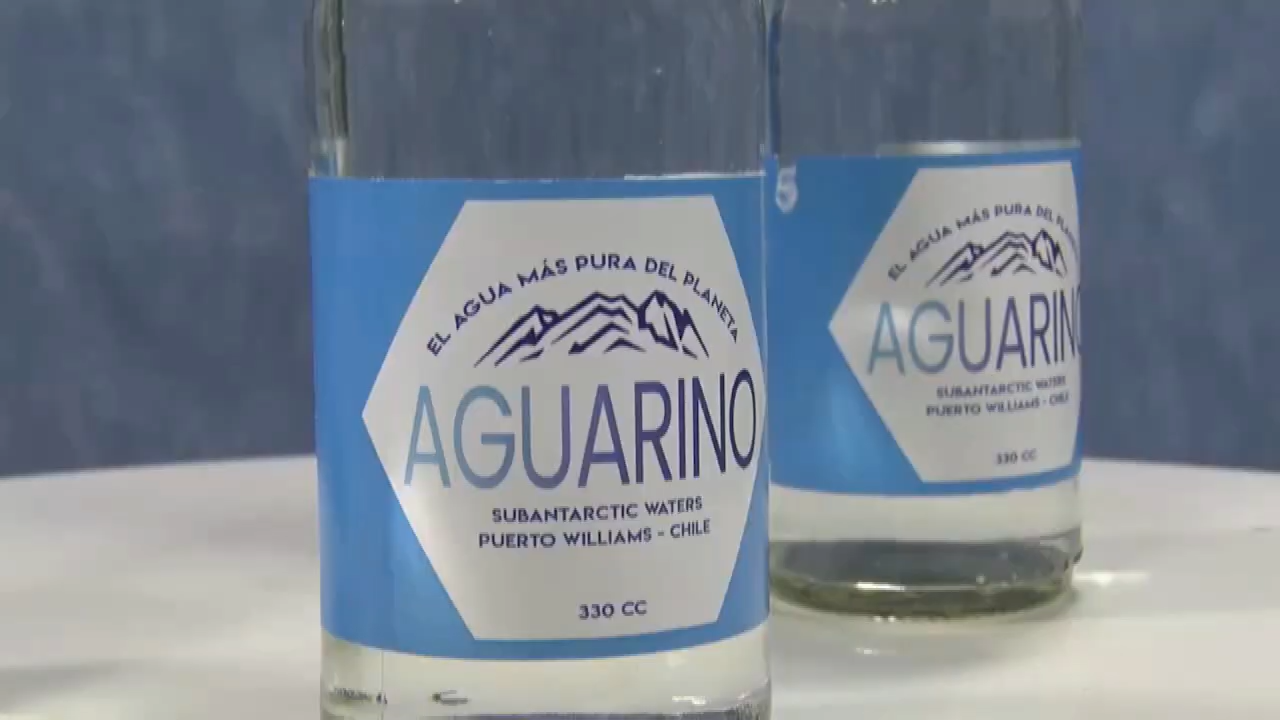 EL AGUA MÁS PURA DEL PLANETA
AGUARINO
SUBANTARCTIC WATERS
PUERTO WILLIAMS - CHILE
330 CC
EL AGUA MÁS PURA DEL PLANETA
AGUARINO
SUBANTARCTIC WATERS
PUERTO WILLIAMS - CHILE
330 CC